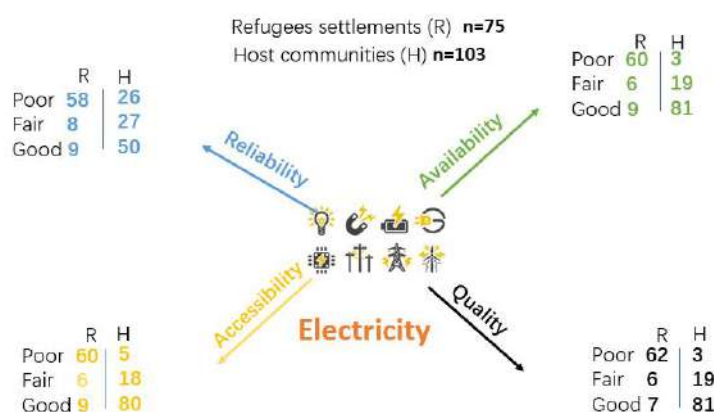 Refugees settlements (R) n=75
Host communities (H) n=103
R H
Poor 58 26
Fair 8 27
Good 9 50
R H
Poor 60 3
Fair 6 19
Good 9 81
Reliability
Availability
Accessibility
Quality
Electricity
R H
Poor 60 5
Fair 6 18
Good 9 80
R H
Poor 62 3
Fair 6 19
Good 7 81